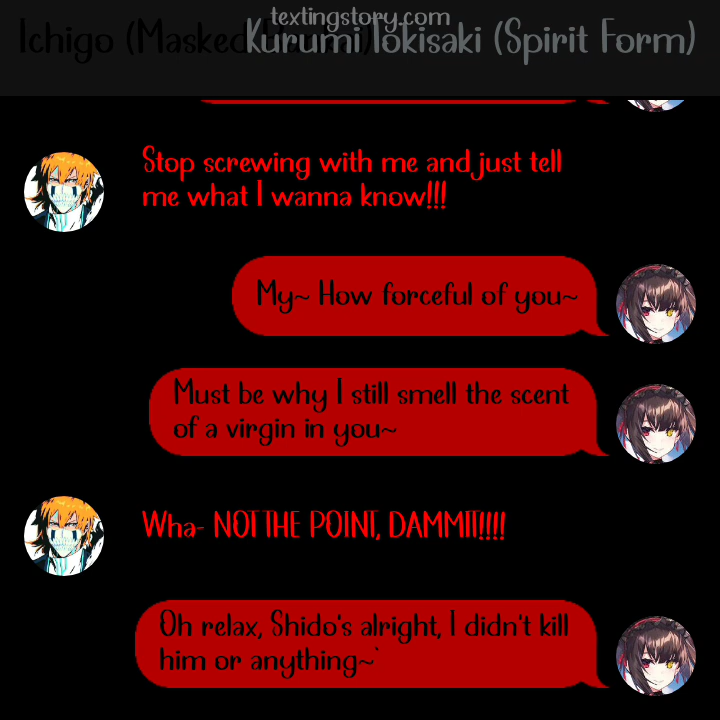 textingstory.com
Ichigo (Masked
Kurumi Tokisaki (Spirit Form)
Stop screwing with me and just tell
me what I wanna know!!!
My~ How forceful of you~
Must be why I still smell the scent
of a virgin in you~
Wha- NOT THE POINT, DAMMIT!!!!
Oh relax, Shido's alright, I didn't kill
him or anything~`